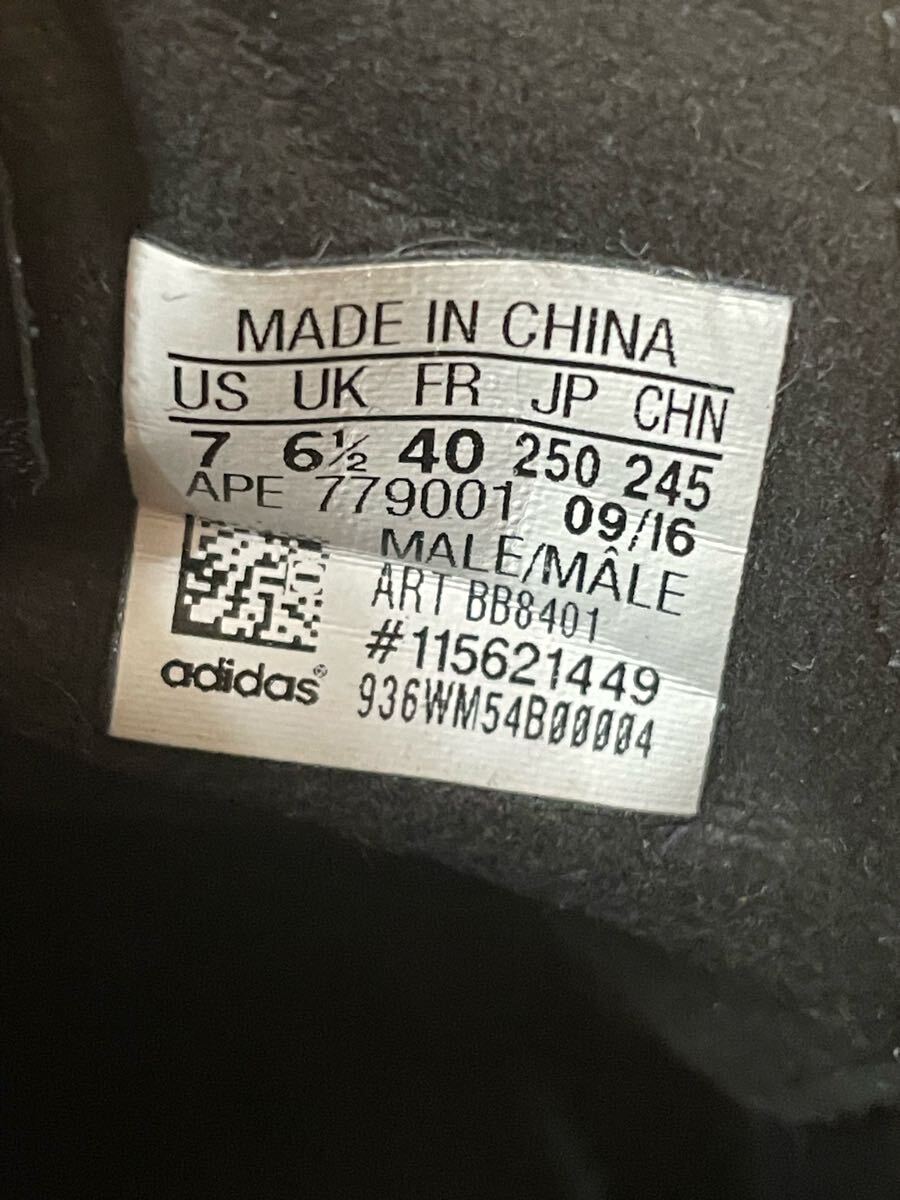 MADE IN CHINA
US UK FR JP CHN
7 6½ 40 250 245
APE 779001 09/16
MALE/MÂLE
ART BB8401
#115621449
adidas® 936WM54B00004